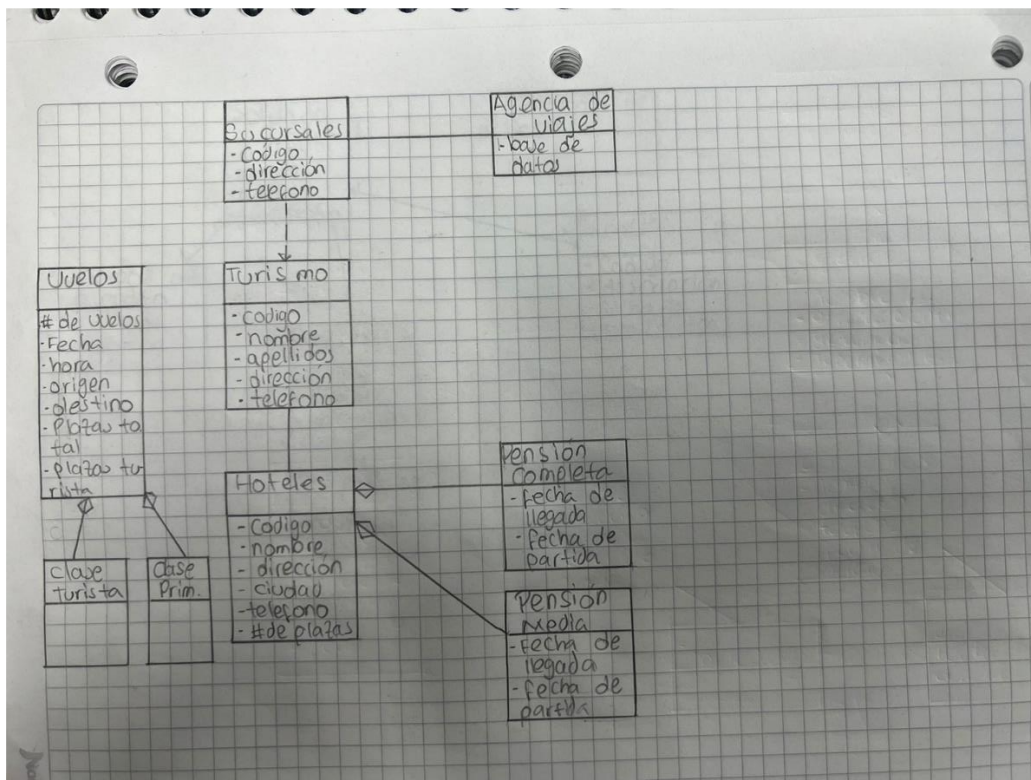 Sucursales
- Código
- dirección
- telefono
Agencia de
viajes
- base de
datos
Vuelos
# de vuelos
- Fecha
- hora
- origen
- destino
- Plazas to
tal
- plazas tu
rista
Turismo
- codigo
- nombre
- apellidos
- dirección
- telefono
Hoteles
- Codigo
- nombre
- dirección
- ciudad
- telefono
- # de plazas
Pensión
Completa
- fecha de
llegada
- fecha de
partida
Clase
turista
Clase
Prim.
Pensión
Media
- Fecha de
llegada
- fecha de
partida